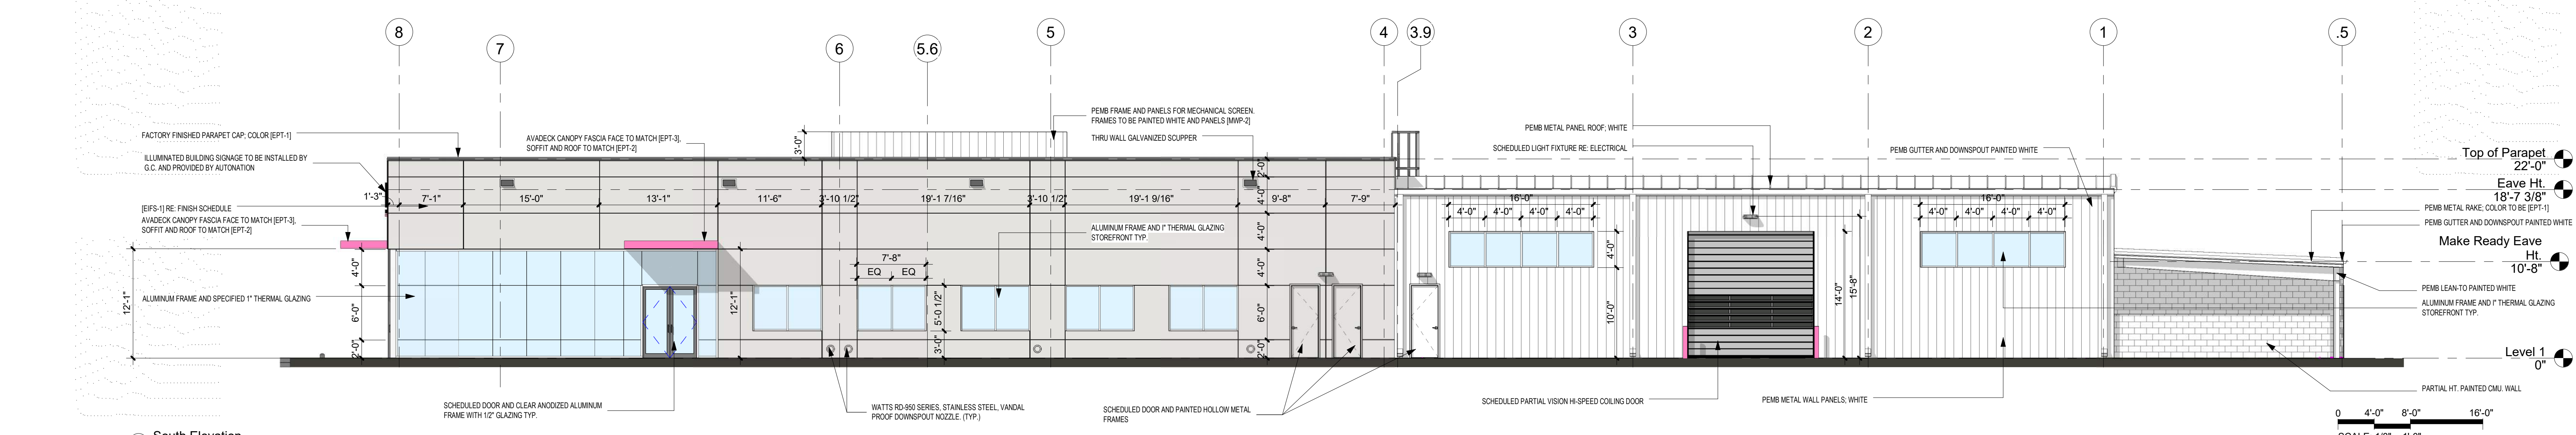 8
7
6
5.6
5
4
3.9
3
2
1
.5
FACTORY FINISHED PARAPET CAP; COLOR [EPT-1]
ILLUMINATED BUILDING SIGNAGE TO BE INSTALLED BY
G.C. AND PROVIDED BY AUTONATION
[EIFS-1] RE: FINISH SCHEDULE
AVADECK CANOPY FASCIA FACE TO MATCH [EPT-3],
SOFFIT AND ROOF TO MATCH [EPT-2]
ALUMINUM FRAME AND SPECIFIED 1" THERMAL GLAZING
AVADECK CANOPY FASCIA FACE TO MATCH [EPT-3],
SOFFIT AND ROOF TO MATCH [EPT-2]
3'-0"
PEMB FRAME AND PANELS FOR MECHANICAL SCREEN.
FRAMES TO BE PAINTED WHITE AND PANELS [MWP-2]
THRU WALL GALVANIZED SCUPPER
PEMB METAL PANEL ROOF; WHITE
SCHEDULED LIGHT FIXTURE RE: ELECTRICAL
PEMB GUTTER AND DOWNSPOUT PAINTED WHITE
Top of Parapet
22'-0"
Eave Ht.
18'-7 3/8"
PEMB METAL RAKE; COLOR TO BE [EPT-1]
PEMB GUTTER AND DOWNSPOUT PAINTED WHITE
Make Ready Eave
Ht.
10'-8"
PEMB LEAN-TO PAINTED WHITE
ALUMINUM FRAME AND I" THERMAL GLAZING
STOREFRONT TYP.
Level 1
0"
PARTIAL HT. PAINTED CMU. WALL
1'-3"
7'-1"
15'-0"
13'-1"
11'-6"
3'-10 1/2"
19'-1 7/16"
3'-10 1/2"
19'-1 9/16"
9'-8"
7'-9"
2'-0"
4'-0"
4'-0"
4'-0"
6'-0"
2'-0"
ALUMINUM FRAME AND I" THERMAL GLAZING
STOREFRONT TYP.
7'-8"
EQ
EQ
5'-0 1/2"
3'-0"
12'-1"
12'-1"
4'-0"
6'-0"
2'-0"
16'-0"
4'-0"
4'-0"
4'-0"
4'-0"
4'-0"
10'-0"
14'-0"
15'-8"
16'-0"
4'-0"
4'-0"
4'-0"
4'-0"
SCHEDULED DOOR AND CLEAR ANODIZED ALUMINUM
FRAME WITH 1/2" GLAZING TYP.
WATTS RD-950 SERIES, STAINLESS STEEL, VANDAL
PROOF DOWNSPOUT NOZZLE. (TYP.)
SCHEDULED DOOR AND PAINTED HOLLOW METAL
FRAMES
SCHEDULED PARTIAL VISION HI-SPEED COILING DOOR
PEMB METAL WALL PANELS; WHITE
0
4'-0"
8'-0"
16'-0"
South Elevation